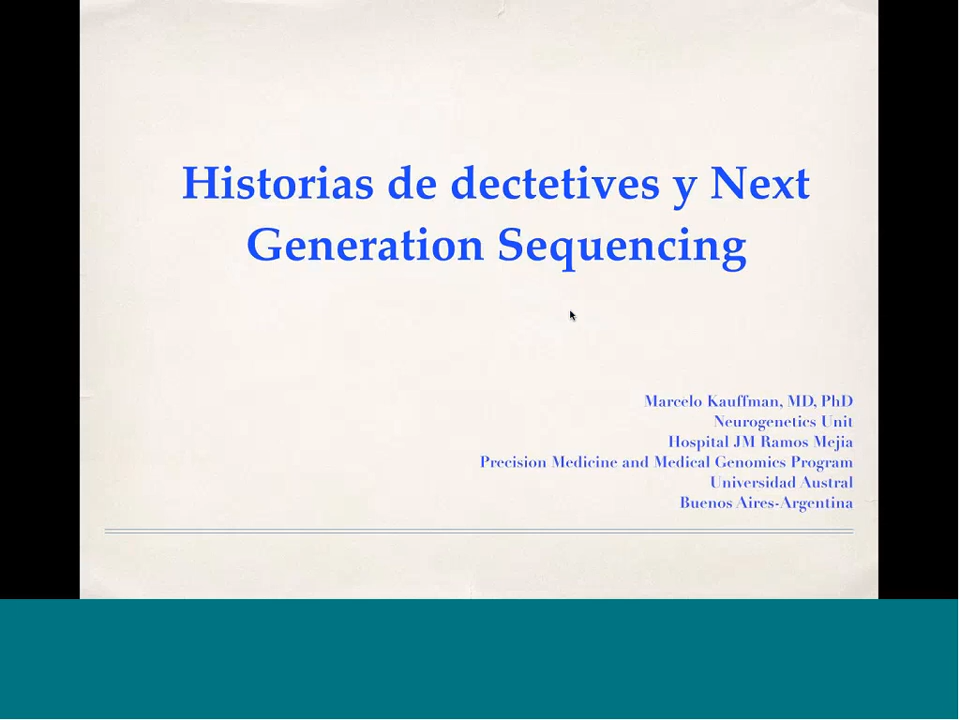 Historias de dectetives y Next
Generation Sequencing
Marcelo Kauffman, MD, PhD
Neurogenetics Unit
Hospital JM Ramos Mejia
Precision Medicine and Medical Genomics Program
Universidad Austral
Buenos Aires-Argentina